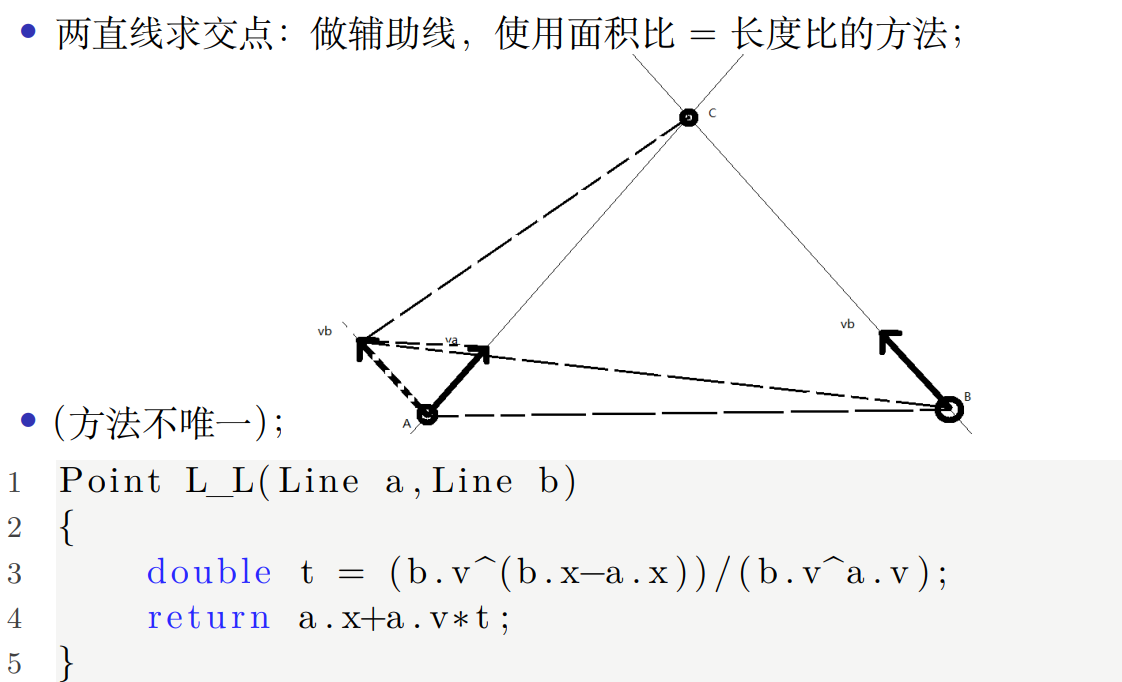 两直线求交点：做辅助线，使用面积比 = 长度比的方法；
C
vb
va
vb
A
B
(方法不唯一)；
1 Point L_L(Line a,Line b)
2 {
3 double t = (b.v^(b.x−a.x))/(b.v^a.v);
4 return a.x+a.v*t;
5 }